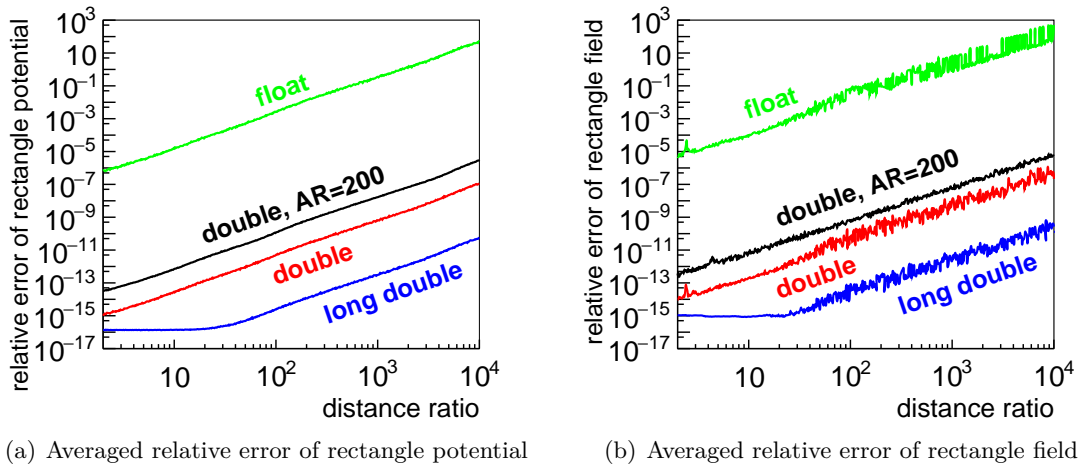 relative error of rectangle potential
10^3
10
10^−1
10^−3
10^−5
10^−7
10^−9
10^−11
10^−13
10^−15
10^−17
float
double, AR=200
double
long double
10 10^2 10^3 10^4
distance ratio
(a) Averaged relative error of rectangle potential
relative error of rectangle field
10^3
10
10^−1
10^−3
10^−5
10^−7
10^−9
10^−11
10^−13
10^−15
10^−17
float
double, AR=200
double
long double
10 10^2 10^3 10^4
distance ratio
(b) Averaged relative error of rectangle field